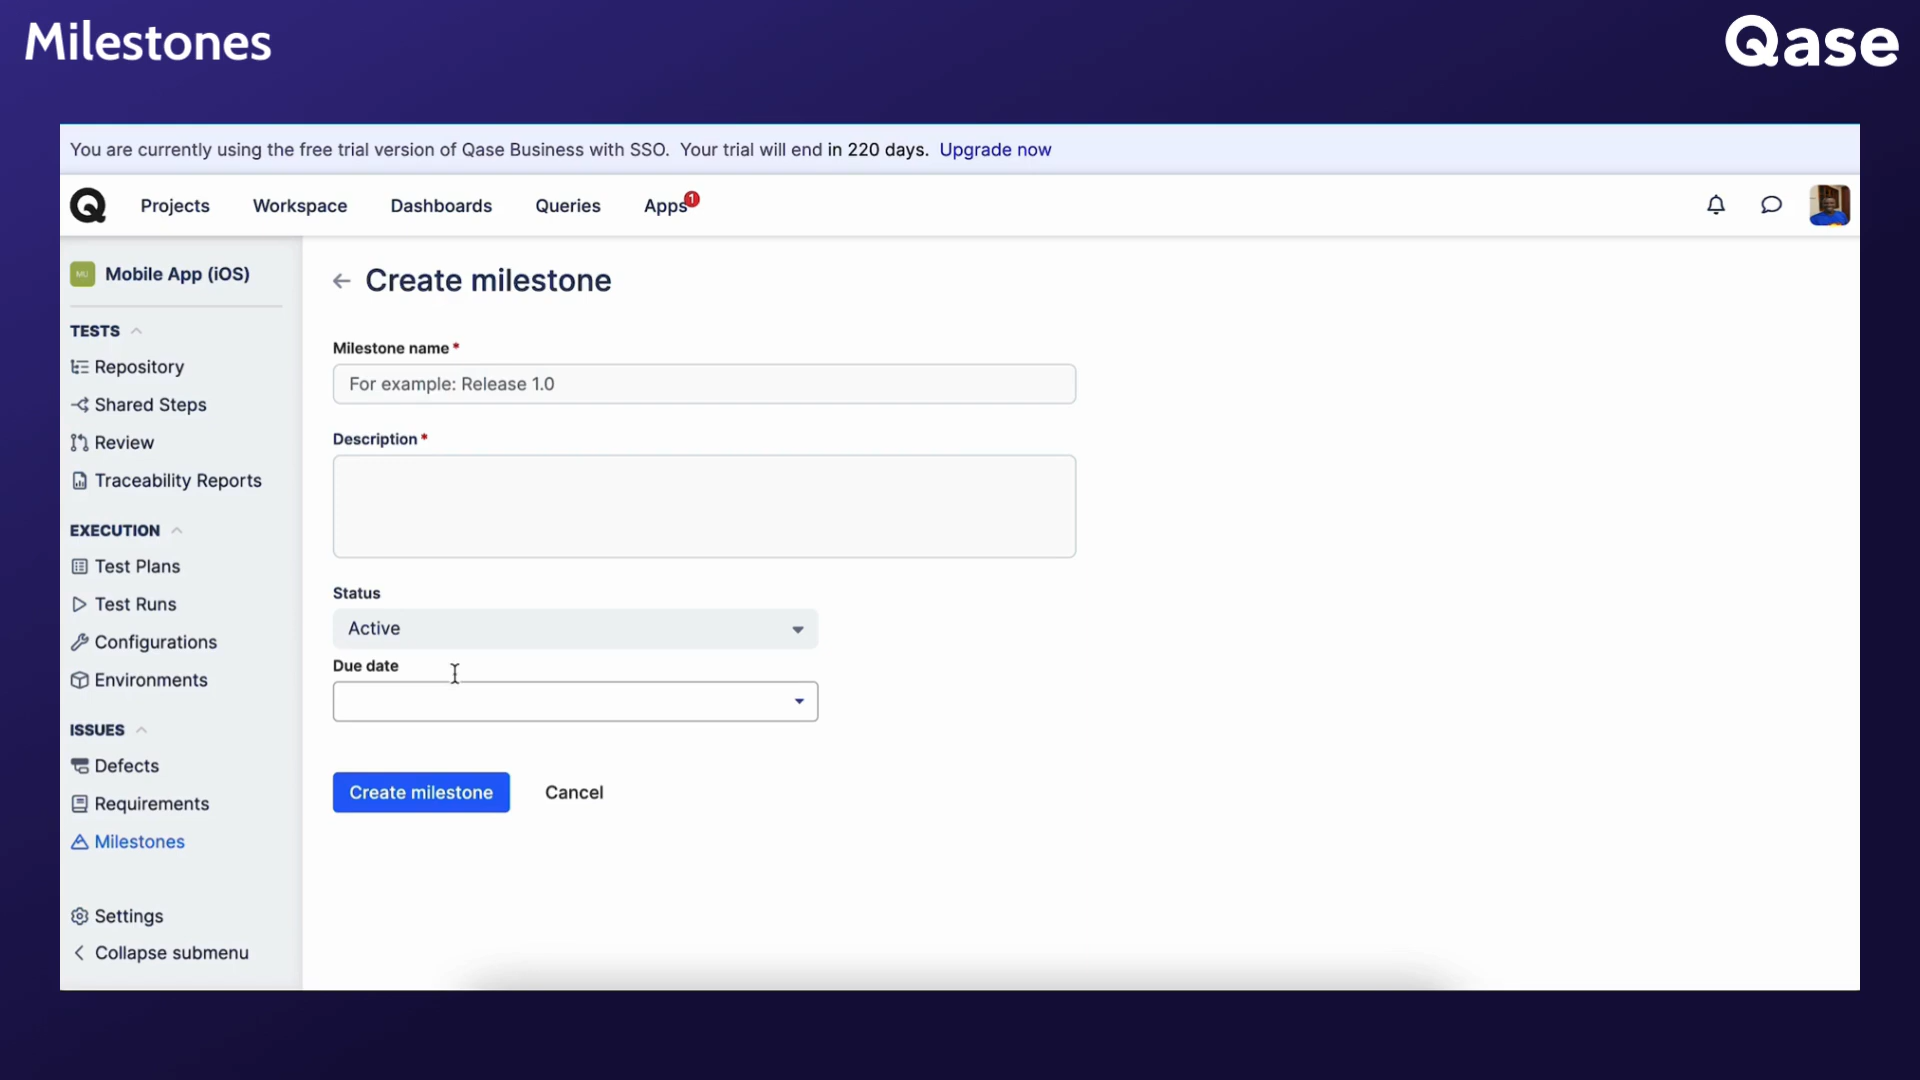 Milestones
Qase
You are currently using the free trial version of Qase Business with SSO. Your trial will end in 220 days. Upgrade now
Projects
Workspace
Dashboards
Queries
Apps
1
MU
Mobile App (iOS)
TESTS
Repository
Shared Steps
Review
Traceability Reports
EXECUTION
Test Plans
Test Runs
Configurations
Environments
ISSUES
Defects
Requirements
Milestones
Settings
Collapse submenu
Create milestone
Milestone name *
For example: Release 1.0
Description *
Status
Active
Due date
Create milestone
Cancel